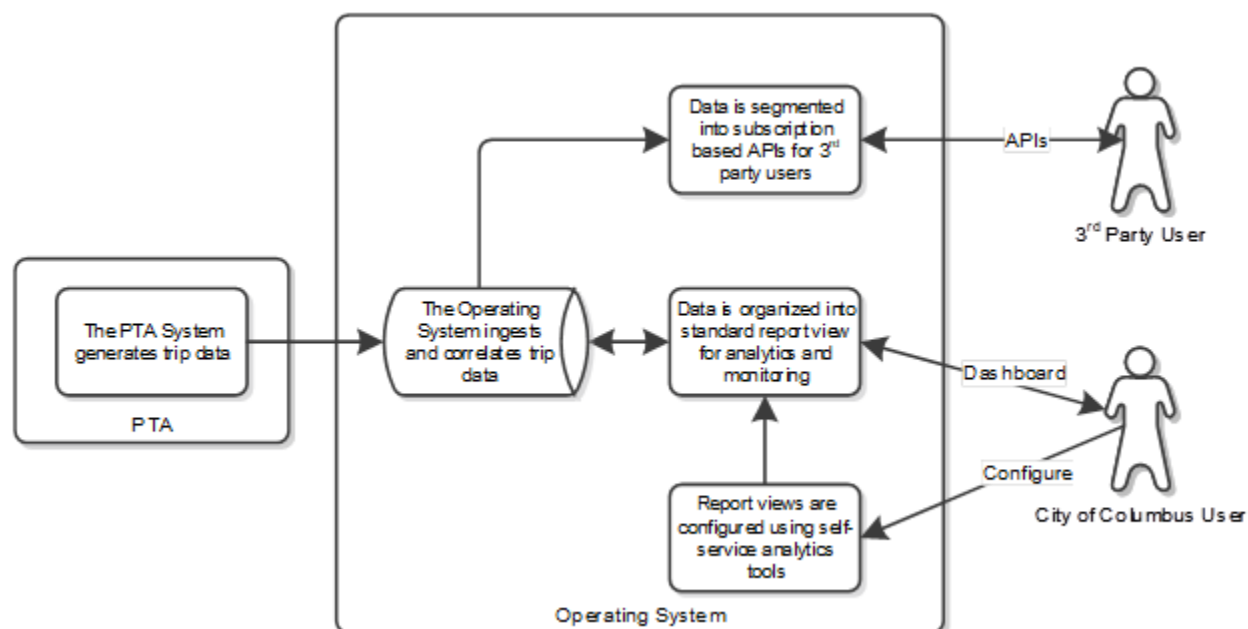 Data is segmented
into subscription
based APIs for 3rd
party users
APIs
3rd Party User
The PTA System
generates trip data
PTA
The Operating
System ingests
and correlates trip
data
Data is organized into
standard report view
for analytics and
monitoring
Dashboard
Configure
City of Columbus User
Report views are
configured using self-
service analytics
tools
Operating System